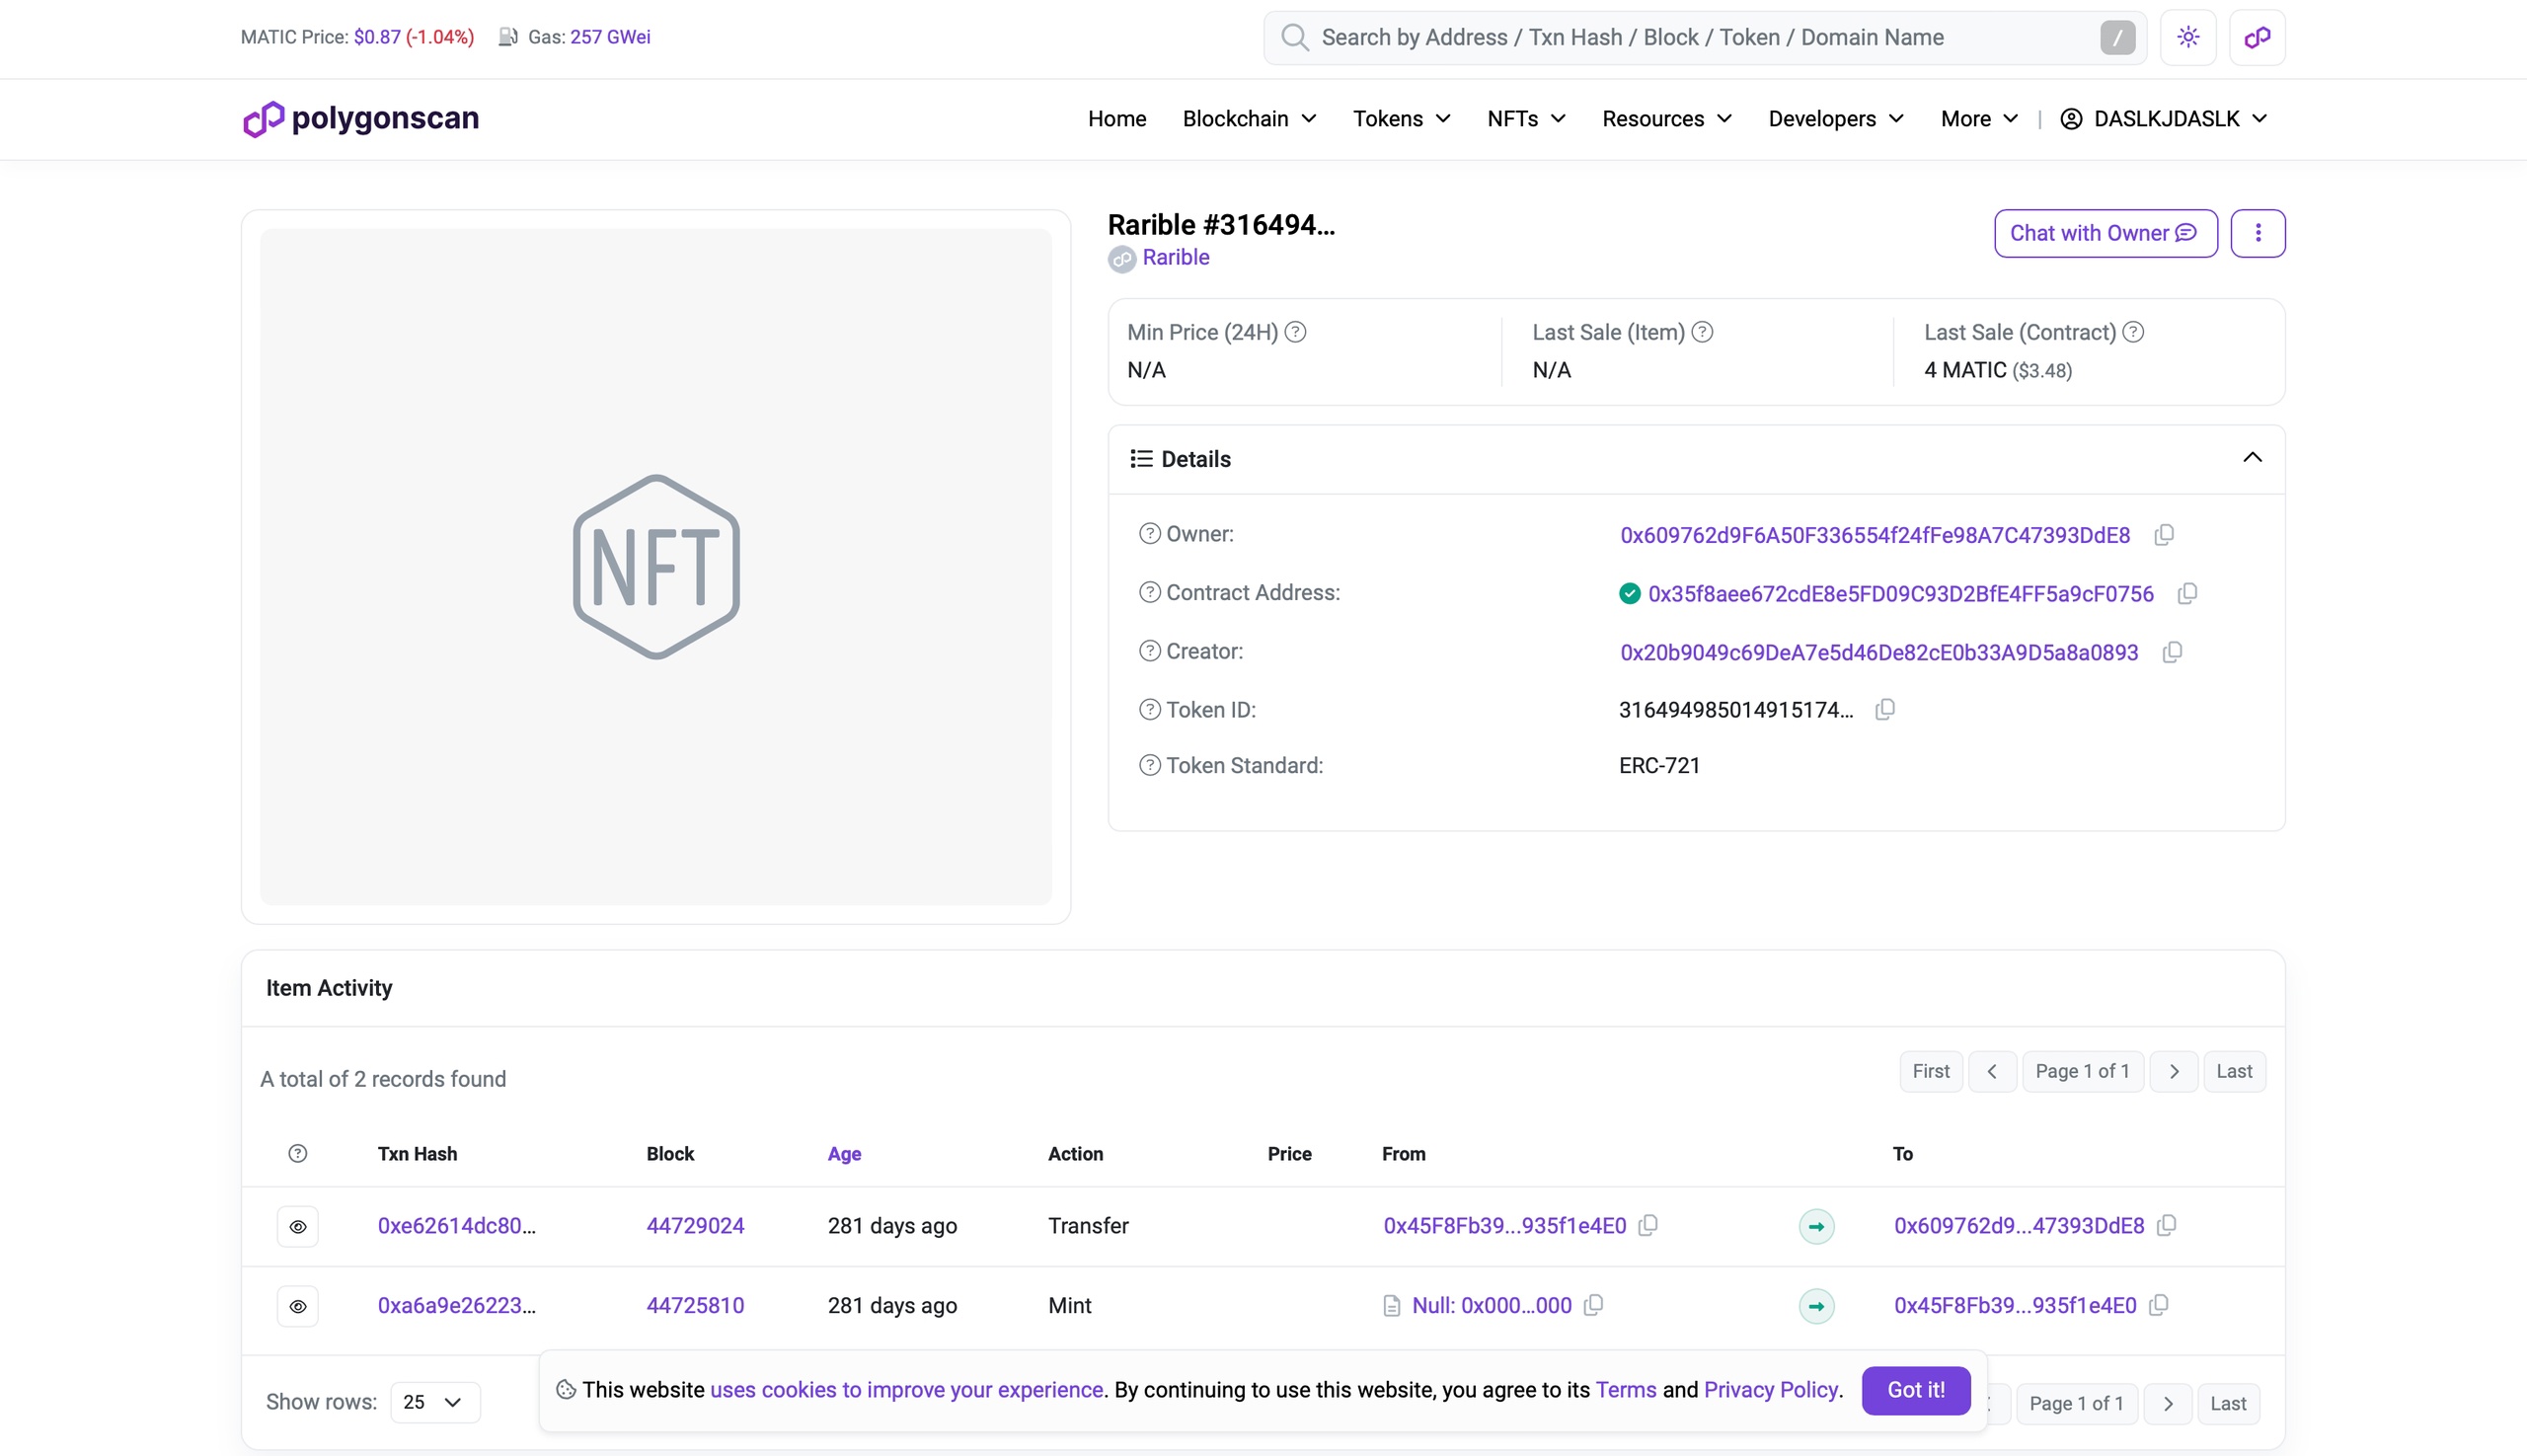 MATIC Price: $0.87 (-1.04%) Gas: 257 GWei
Search by Address / Txn Hash / Block / Token / Domain Name /
polygonscan
Home Blockchain Tokens NFTs Resources Developers More | DASLKJDASLK
NFT
Rarible #316494...
Rarible
Chat with Owner
Min Price (24H)
N/A
Last Sale (Item)
N/A
Last Sale (Contract)
4 MATIC ($3.48)
Details
Owner: 0x609762d9F6A50F336554f24fFe98A7C47393DdE8
Contract Address: 0x35f8aee672cdE8e5FD09C93D2BfE4FF5a9cF0756
Creator: 0x20b9049c69DeA7e5d46De82cE0b33A9D5a8a0893
Token ID: 316494985014915174...
Token Standard: ERC-721
Item Activity
A total of 2 records found
First Page 1 of 1 Last
Txn Hash Block Age Action Price From To
0xe62614dc80... 44729024 281 days ago Transfer 0x45F8Fb39...935f1e4E0 0x609762d9...47393DdE8
0xa6a9e26223... 44725810 281 days ago Mint Null: 0x000...000 0x45F8Fb39...935f1e4E0
Show rows: 25
This website uses cookies to improve your experience. By continuing to use this website, you agree to its Terms and Privacy Policy. Got it!
Page 1 of 1 Last